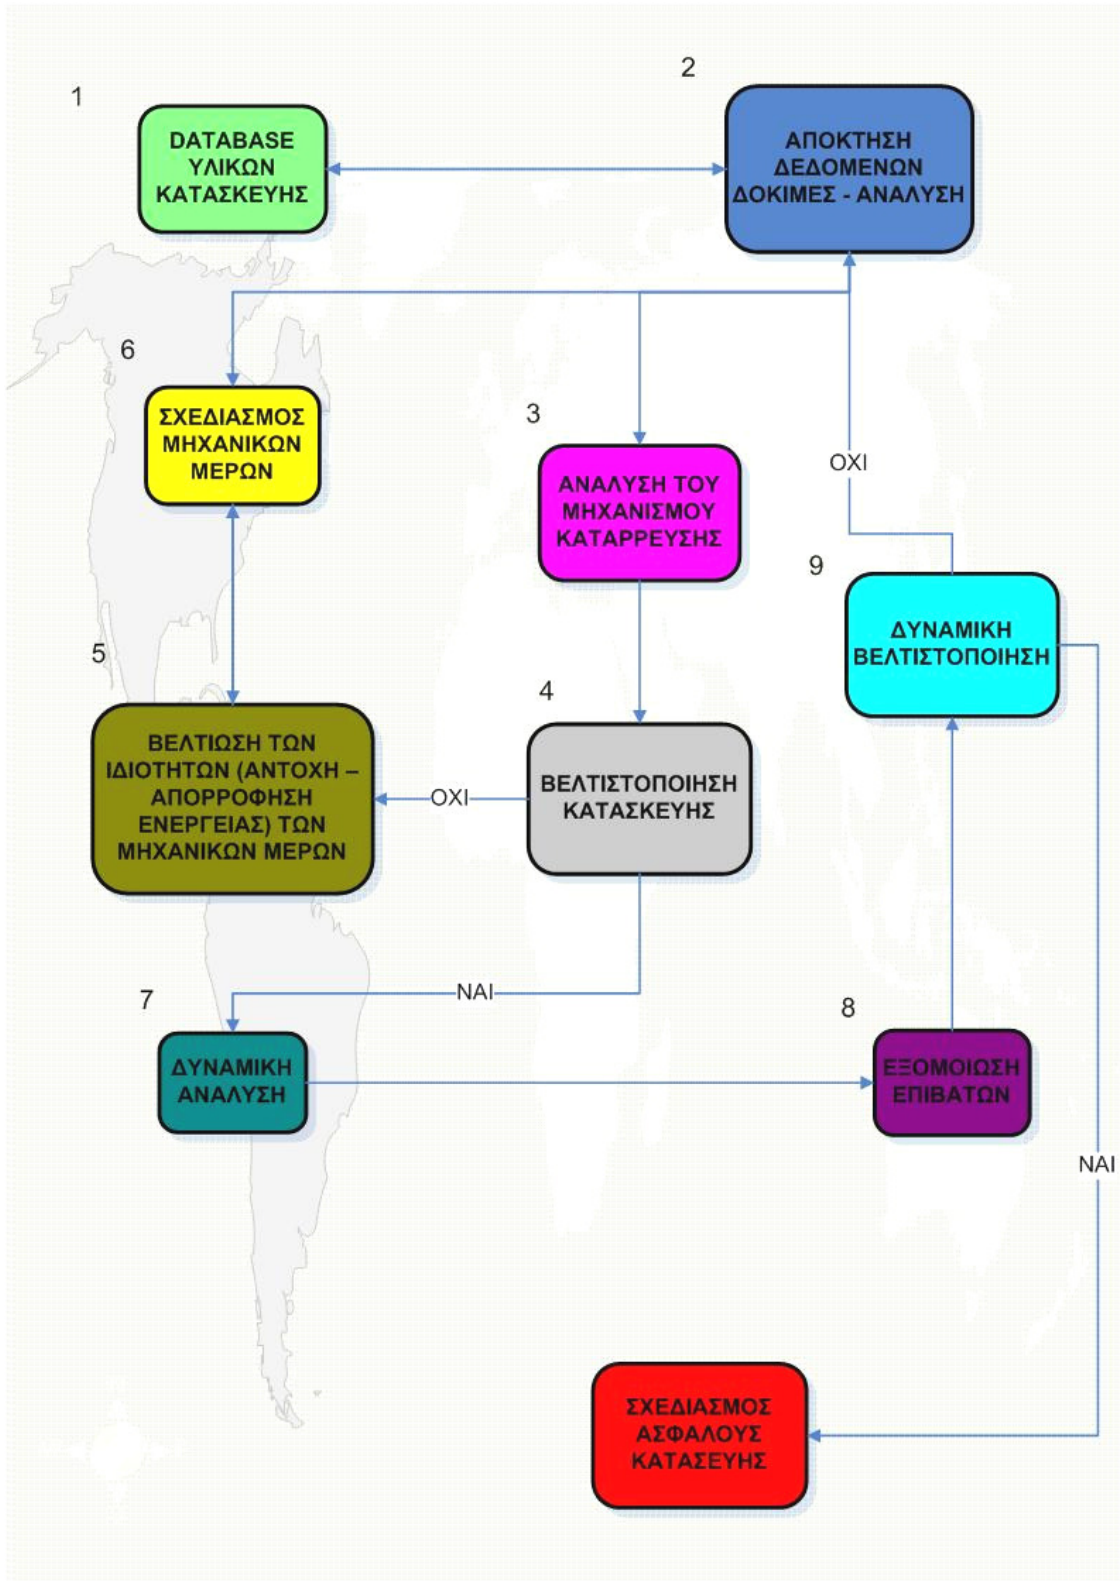 1
DATABASE
ΥΛΙΚΩΝ
ΚΑΤΑΣΚΕΥΗΣ
2
ΑΠΟΚΤΗΣΗ
ΔΕΔΟΜΕΝΩΝ
ΔΟΚΙΜΕΣ - ΑΝΑΛΥΣΗ
6
ΣΧΕΔΙΑΣΜΟΣ
ΜΗΧΑΝΙΚΩΝ
ΜΕΡΩΝ
3
ΑΝΑΛΥΣΗ ΤΟΥ
ΜΗΧΑΝΙΣΜΟΥ
ΚΑΤΑΡΡΕΥΣΗΣ
ΟΧΙ
9
ΔΥΝΑΜΙΚΗ
ΒΕΛΤΙΣΤΟΠΟΙΗΣΗ
5
ΒΕΛΤΙΩΣΗ ΤΩΝ
ΙΔΙΟΤΗΤΩΝ (ΑΝΤΟΧΗ –
ΑΠΟΡΡΟΦΗΣΗ
ΕΝΕΡΓΕΙΑΣ) ΤΩΝ
ΜΗΧΑΝΙΚΩΝ ΜΕΡΩΝ
ΟΧΙ
4
ΒΕΛΤΙΣΤΟΠΟΙΗΣΗ
ΚΑΤΑΣΚΕΥΗΣ
ΝΑΙ
7
ΔΥΝΑΜΙΚΗ
ΑΝΑΛΥΣΗ
8
ΕΞΟΜΟΙΩΣΗ
ΕΠΙΒΑΤΩΝ
ΝΑΙ
ΣΧΕΔΙΑΣΜΟΣ
ΑΣΦΑΛΟΥΣ
ΚΑΤΑΣΕΥΗΣ